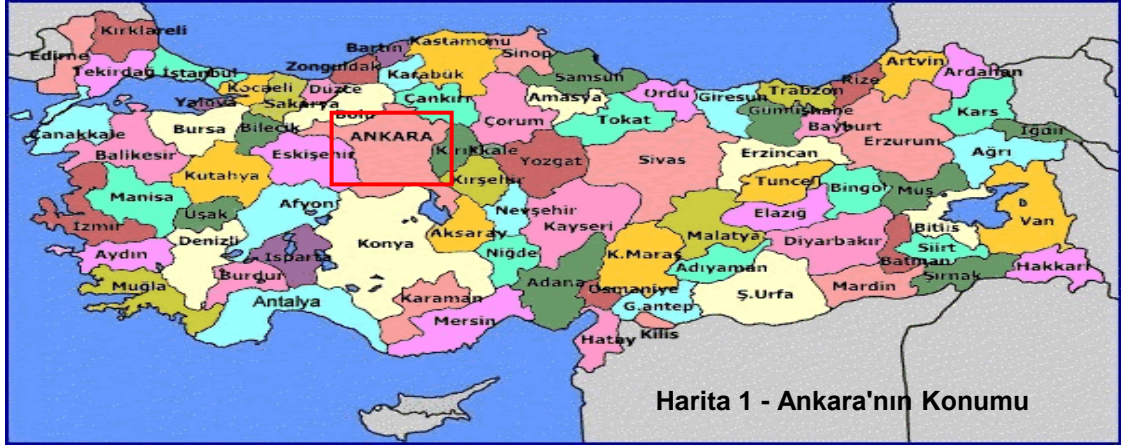 Kırklareli
Edirne
Tekirdağ
İstanbul
Kocaeli
Yalova
Sakarya
Düzce
Zonguldak
Bartın
Karabük
Kastamonu
Sinop
Samsun
Ordu
Giresun
Trabzon
Rize
Artvin
Ardahan
Kars
Iğdır
Ağrı
Erzurum
Bayburt
Gümüşhane
Tokat
Amasya
Çorum
Çankırı
Bolu
ANKARA
Kırıkkale
Kırşehir
Yozgat
Sivas
Erzincan
Tunceli
Bingöl
Muş
Van
Bitlis
Siirt
Batman
Şırnak
Hakkari
Mardin
Diyarbakır
Elazığ
Malatya
Adıyaman
Ş.Urfa
G.antep
Kilis
Hatay
Osmaniye
K.Maraş
Adana
Kayseri
Nevşehir
Niğde
Aksaray
Konya
Karaman
Mersin
Antalya
Isparta
Burdur
Afyon
Eskişehir
Bilecik
Bursa
Çanakkale
Balikesir
Kutahya
Manisa
Uşak
İzmir
Denizli
Aydın
Muğla
Harita 1 - Ankara'nın Konumu